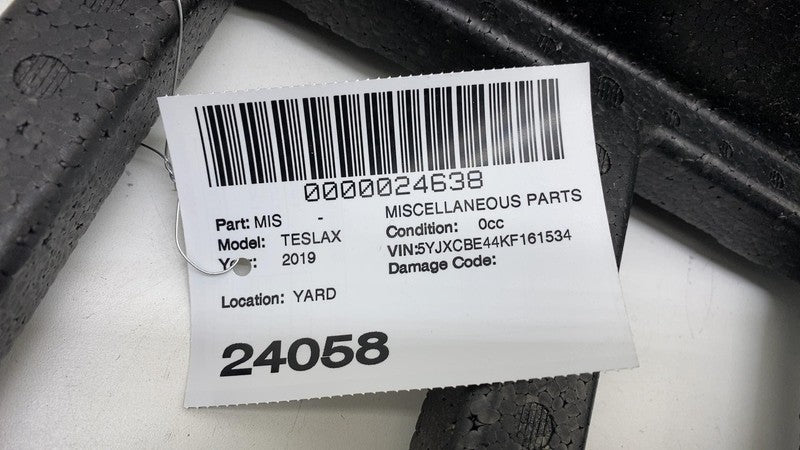 0000024638
Part: MIS - MISCELLANEOUS PARTS
Model: TESLAX Condition: 0cc
Year: 2019 VIN:5YJXCBE44KF161534
Damage Code:
Location: YARD
24058